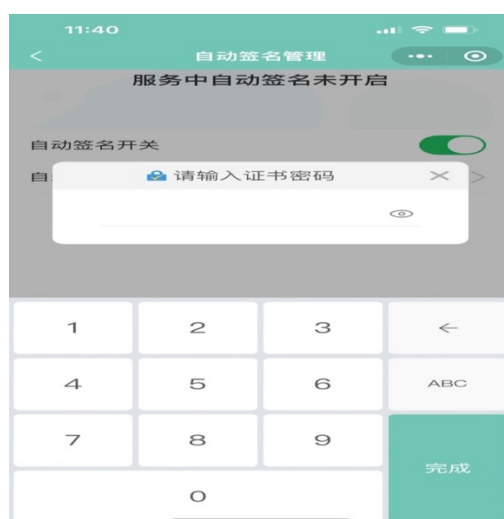 11:40
自动签名管理
服务中自动签名未开启
自动签名开关
自
请输入证书密码
1 2 3
4 5 6 ABC
7 8 9
完成
0